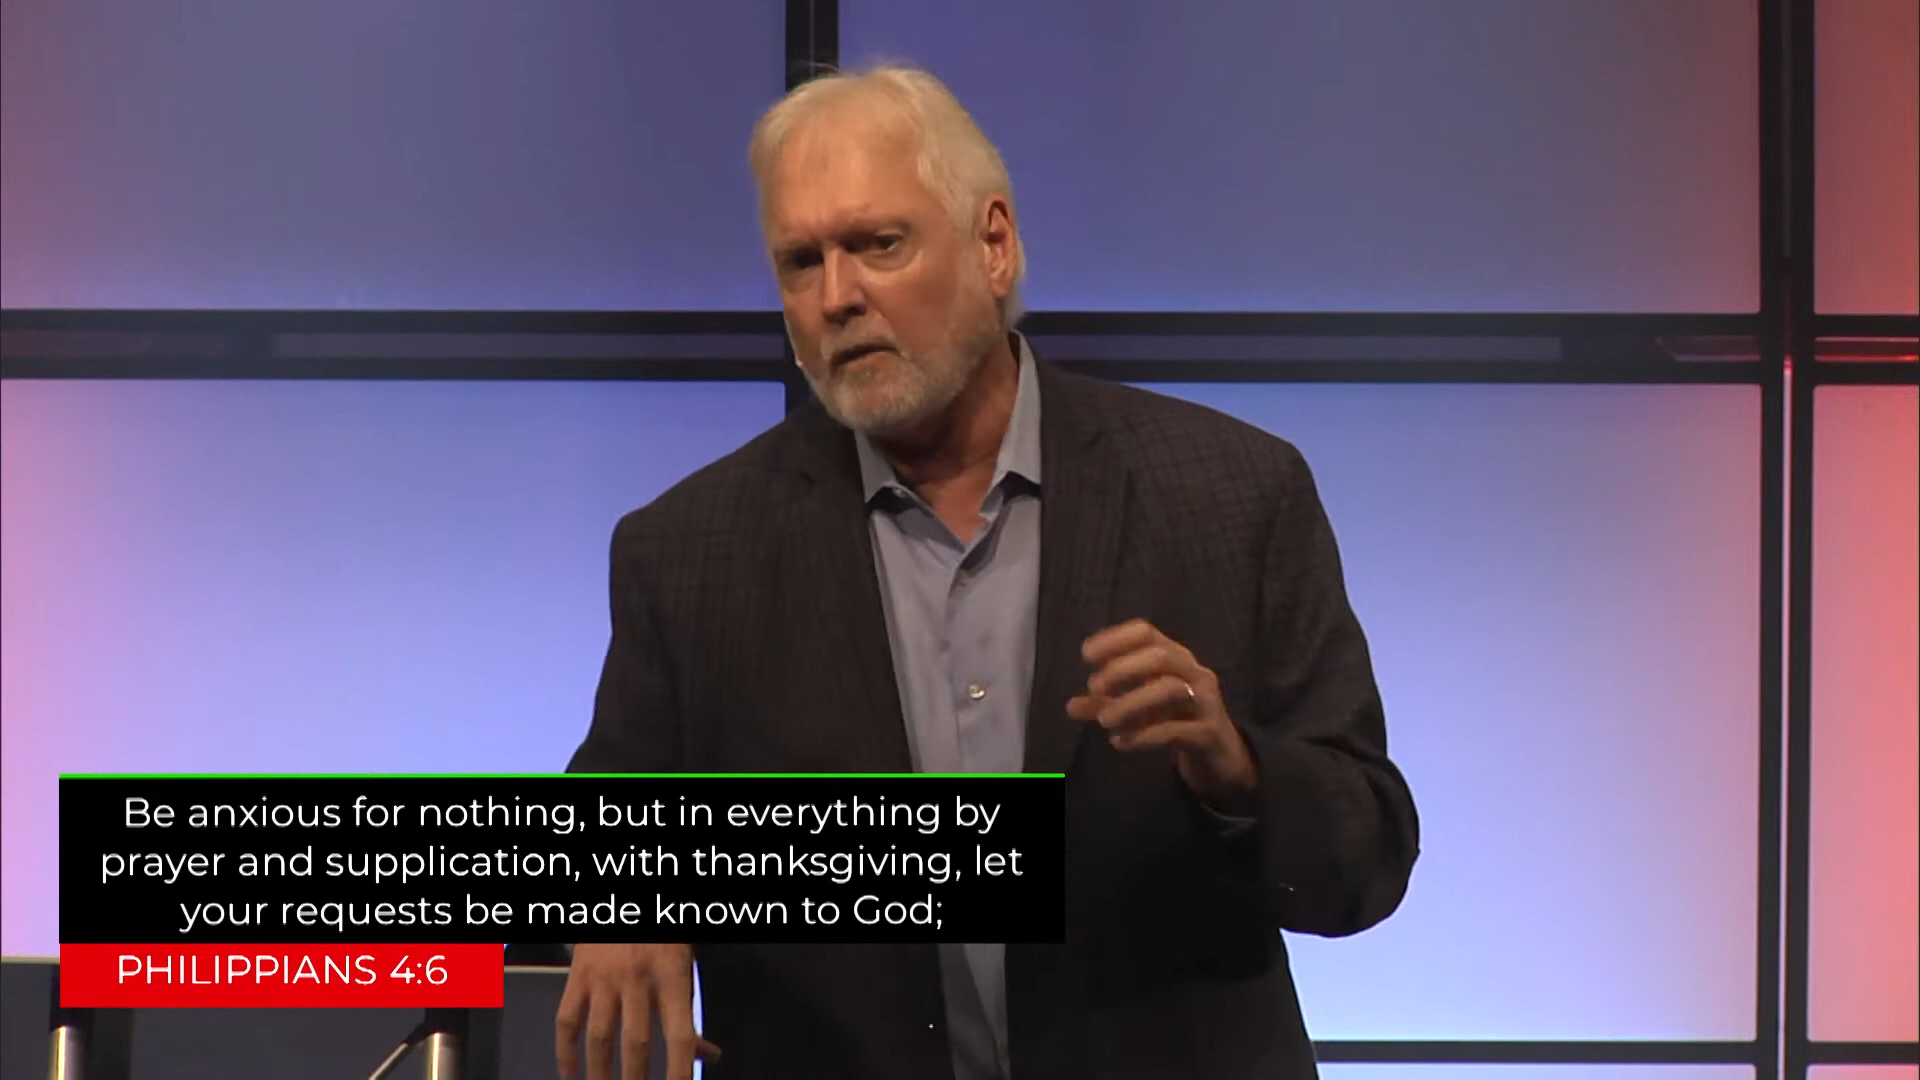 Be anxious for nothing, but in everything by
prayer and supplication, with thanksgiving, let
your requests be made known to God;
PHILIPPIANS 4:6